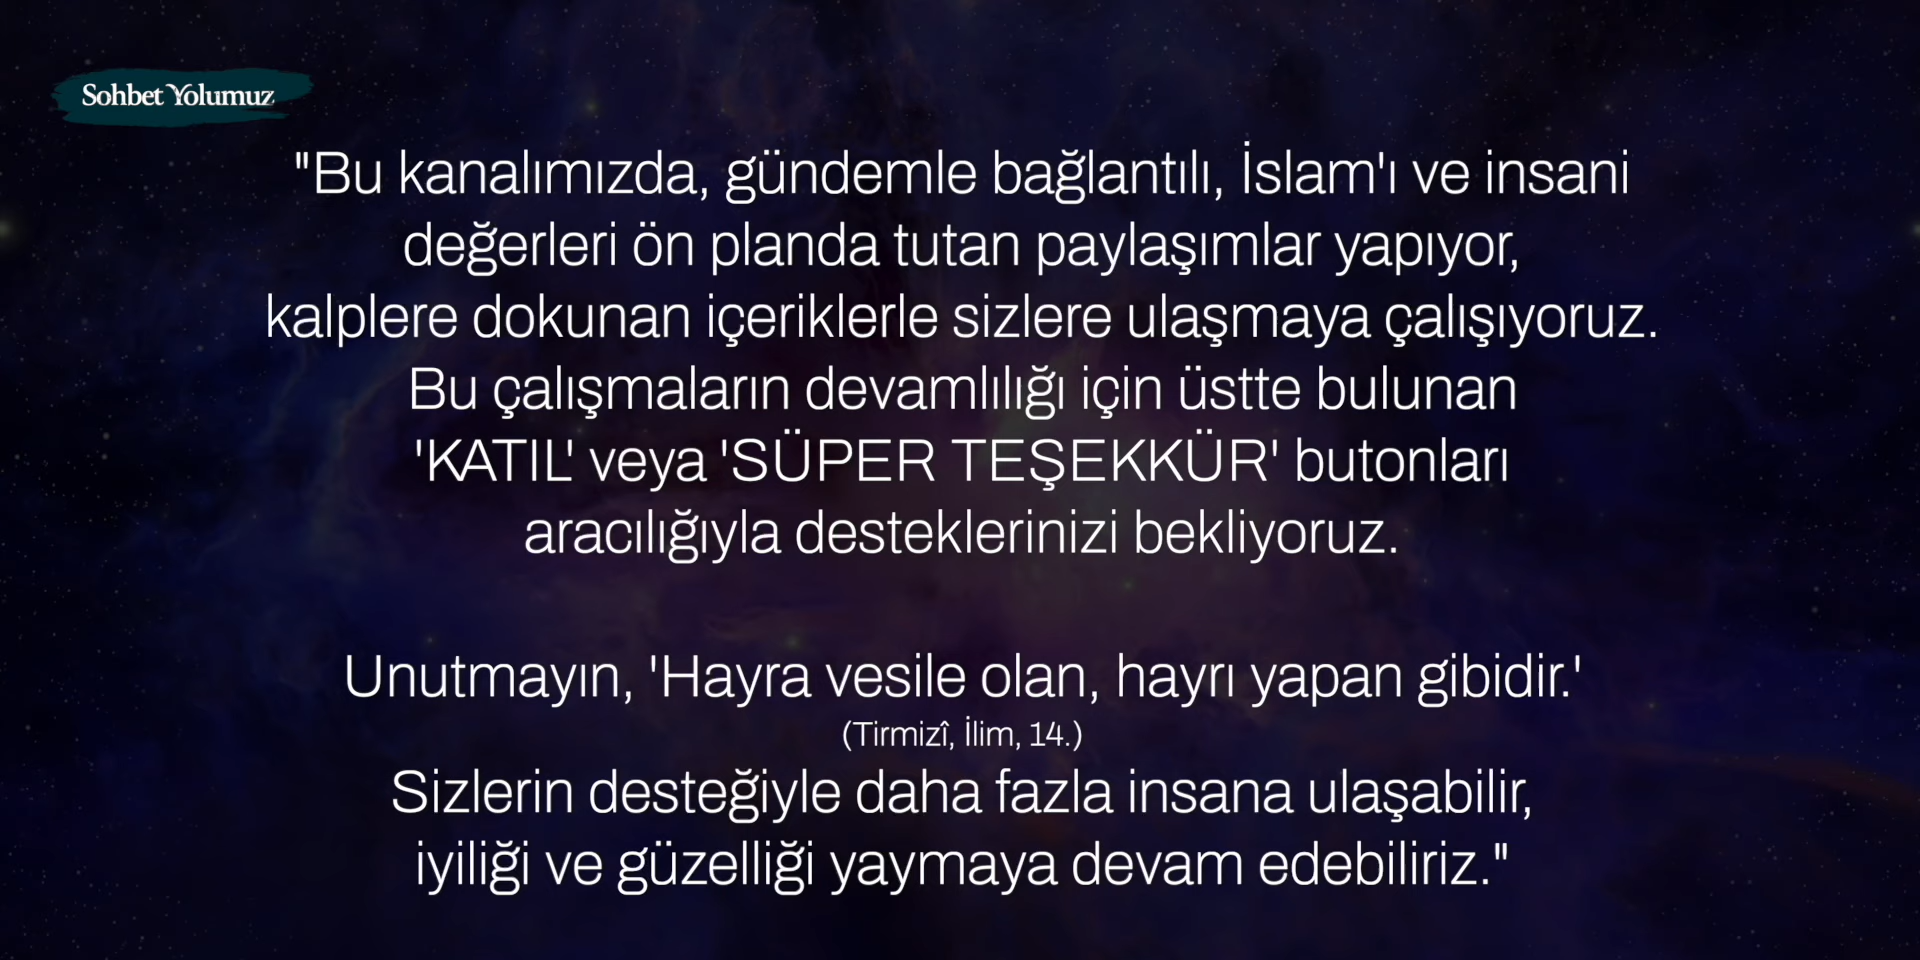 Sohbet Yolumuz
"Bu kanalımızda, gündemle bağlantılı, İslam'ı ve insani
değerleri ön planda tutan paylaşımlar yapıyor,
kalplere dokunan içeriklerle sizlere ulaşmaya çalışıyoruz.
Bu çalışmaların devamlılığı için üstte bulunan
'KATIL' veya 'SÜPER TEŞEKKÜR' butonları
aracılığıyla desteklerinizi bekliyoruz.
Unutmayın, 'Hayra vesile olan, hayrı yapan gibidir.'
(Tirmizî, İlim, 14.)
Sizlerin desteğiyle daha fazla insana ulaşabilir,
iyiliği ve güzelliği yaymaya devam edebiliriz."